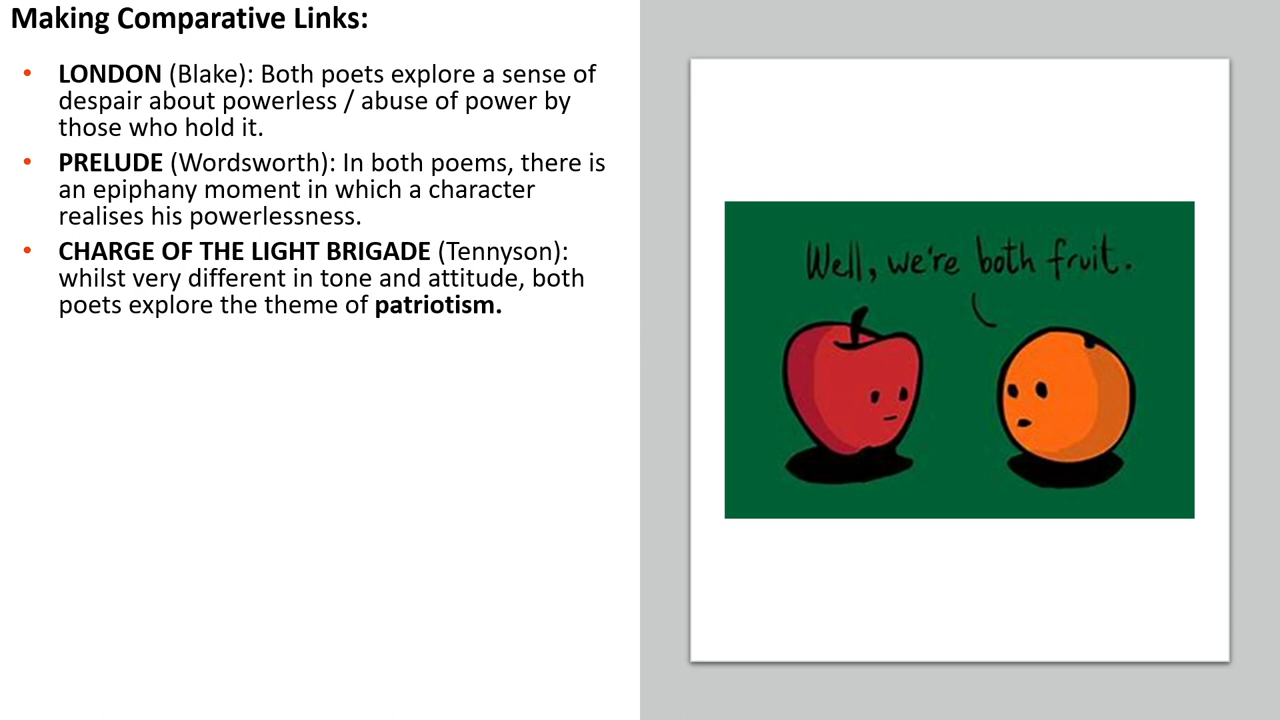 Making Comparative Links:
• LONDON (Blake): Both poets explore a sense of
despair about powerless / abuse of power by
those who hold it.
• PRELUDE (Wordsworth): In both poems, there is
an epiphany moment in which a character
realises his powerlessness.
• CHARGE OF THE LIGHT BRIGADE (Tennyson):
whilst very different in tone and attitude, both
poets explore the theme of patriotism.
Well, we're both fruit.